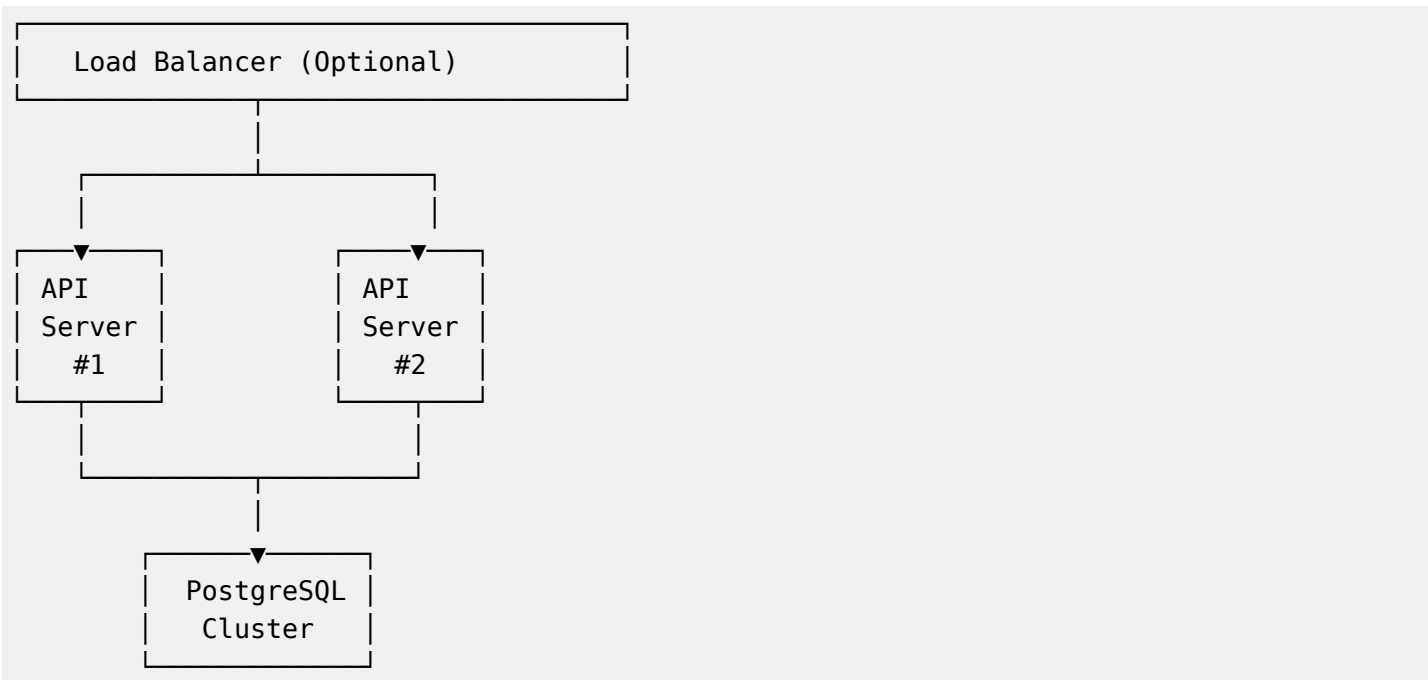 Load Balancer (Optional)
API
Server
#1
API
Server
#2
PostgreSQL
Cluster